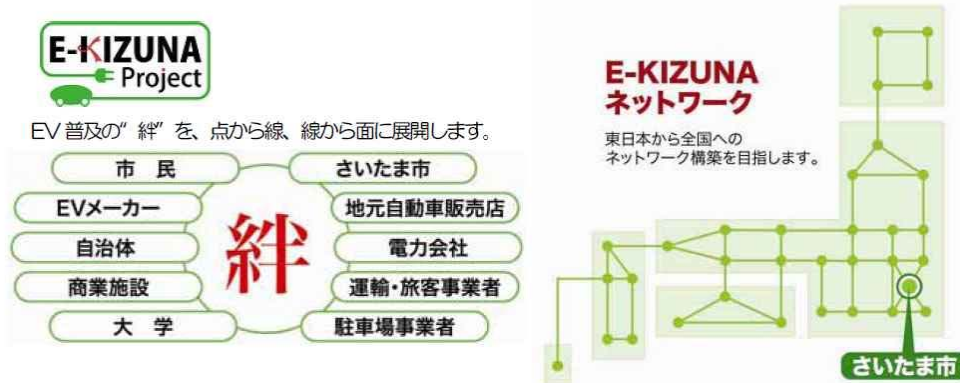 E-KIZUNA
Project
EV普及の“絆”を、点から線、線から面に展開します。
市 民
EVメーカー
自治体
商業施設
大 学
絆
さいたま市
地元自動車販売店
電力会社
運輸・旅客事業者
駐車場事業者
E-KIZUNA
ネットワーク
東日本から全国への
ネットワーク構築を目指します。
さいたま市